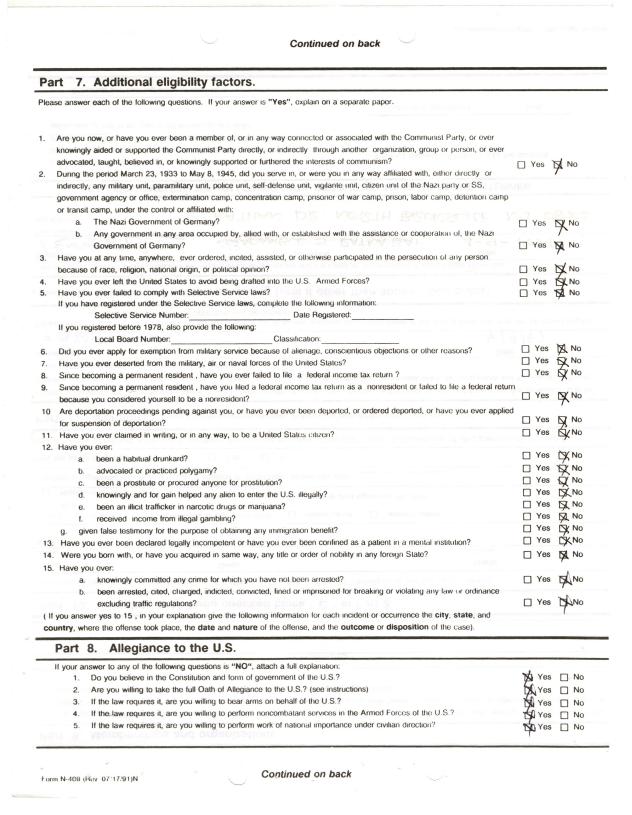 Continued on back
Part 7. Additional eligibility factors.
Please answer each of the following questions. If your answer is "Yes", explain on a separate paper.
1. Are you now, or have you ever been a member of, or in any way connected or associated with the Communist Party, or ever
knowingly aided or supported the Communist Party directly, or indirectly through another organization, group or person, or ever
advocated, taught, believed in, or knowingly supported or furthered the interests of communism? ☐ Yes ☒ No
2. During the period March 23, 1933 to May 8, 1945, did you serve in, or were you in any way affiliated with, either directly or
indirectly, any military unit, paramilitary unit, police unit, self-defense unit, vigilante unit, citizen unit of the Nazi party or SS,
government agency or office, extermination camp, concentration camp, prisoner of war camp, prison, labor camp, detention camp
or transit camp, under the control or affiliated with:
a. The Nazi Government of Germany? ☐ Yes ☒ No
b. Any government in any area occupied by, allied with, or established with the assistance or cooperation of, the Nazi
Government of Germany? ☐ Yes ☒ No
3. Have you at any time, anywhere, ever ordered, incited, assisted, or otherwise participated in the persecution of any person
because of race, religion, national origin, or political opinion? ☐ Yes ☒ No
4. Have you ever left the United States to avoid being drafted into the U.S. Armed Forces? ☐ Yes ☒ No
5. Have you ever failed to comply with Selective Service laws? ☐ Yes ☒ No
If you have registered under the Selective Service laws, complete the following information:
Selective Service Number: Date Registered:
If you registered before 1978, also provide the following:
Local Board Number: Classification:
6. Did you ever apply for exemption from military service because of alienage, conscientious objections or other reasons? ☐ Yes ☒ No
7. Have you ever deserted from the military, air or naval forces of the United States? ☐ Yes ☒ No
8. Since becoming a permanent resident , have you ever failed to file a federal income tax return ? ☐ Yes ☒ No
9. Since becoming a permanent resident , have you filed a federal income tax return as a nonresident or failed to file a federal return
because you considered yourself to be a nonresident? ☐ Yes ☒ No
10 Are deportation proceedings pending against you, or have you ever been deported, or ordered deported, or have you ever applied
for suspension of deportation? ☐ Yes ☒ No
11. Have you ever claimed in writing, or in any way, to be a United States citizen? ☐ Yes ☒ No
12. Have you ever:
a. been a habitual drunkard? ☐ Yes ☒ No
b. advocated or practiced polygamy? ☐ Yes ☒ No
c. been a prostitute or procured anyone for prostitution? ☐ Yes ☒ No
d. knowingly and for gain helped any alien to enter the U.S. illegally? ☐ Yes ☒ No
e. been an illicit trafficker in narcotic drugs or marijuana? ☐ Yes ☒ No
f. received income from illegal gambling? ☐ Yes ☒ No
g. given false testimony for the purpose of obtaining any immigration benefit? ☐ Yes ☒ No
13. Have you ever been declared legally incompetent or have you ever been confined as a patient in a mental institution? ☐ Yes ☒ No
14. Were you born with, or have you acquired in same way, any title or order of nobility in any foreign State? ☐ Yes ☒ No
15. Have you ever:
a. knowingly committed any crime for which you have not been arrested? ☐ Yes ☒ No
b. been arrested, cited, charged, indicted, convicted, fined or imprisoned for breaking or violating any law or ordinance
excluding traffic regulations? ☐ Yes ☒ No
( If you answer yes to 15 , in your explanation give the following information for each incident or occurrence the city, state, and
country, where the offense took place, the date and nature of the offense, and the outcome or disposition of the case).
Part 8. Allegiance to the U.S.
If your answer to any of the following questions is "NO", attach a full explanation:
1. Do you believe in the Constitution and form of government of the U.S.? ☒ Yes ☐ No
2. Are you willing to take the full Oath of Allegiance to the U.S.? (see instructions) ☒ Yes ☐ No
3. If the law requires it, are you willing to bear arms on behalf of the U.S.? ☒ Yes ☐ No
4. If the law requires it, are you willing to perform noncombatant services in the Armed Forces of the U.S.? ☒ Yes ☐ No
5. If the law requires it, are you willing to perform work of national importance under civilian direction? ☒ Yes ☐ No
Form N-400 (Rev 07/17/91)N
Continued on back